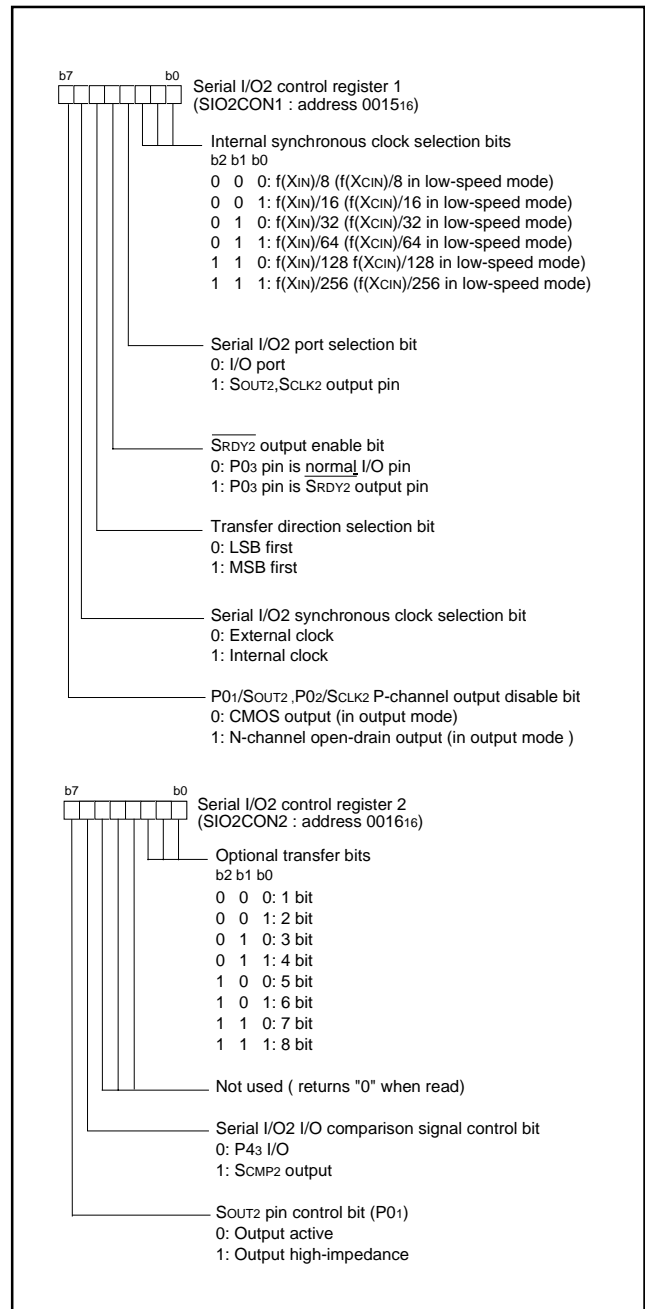 b7 b0
Serial I/O2 control register 1
(SIO2CON1 : address 001516)
Internal synchronous clock selection bits
b2 b1 b0
0 0 0: f(XIN)/8 (f(XCIN)/8 in low-speed mode)
0 0 1: f(XIN)/16 (f(XCIN)/16 in low-speed mode)
0 1 0: f(XIN)/32 (f(XCIN)/32 in low-speed mode)
0 1 1: f(XIN)/64 (f(XCIN)/64 in low-speed mode)
1 1 0: f(XIN)/128 f(XCIN)/128 in low-speed mode)
1 1 1: f(XIN)/256 (f(XCIN)/256 in low-speed mode)
Serial I/O2 port selection bit
0: I/O port
1: SOUT2,SCLK2 output pin
SRDY2 output enable bit
0: P03 pin is normal I/O pin
1: P03 pin is SRDY2 output pin
Transfer direction selection bit
0: LSB first
1: MSB first
Serial I/O2 synchronous clock selection bit
0: External clock
1: Internal clock
P01/SOUT2 ,P02/SCLK2 P-channel output disable bit
0: CMOS output (in output mode)
1: N-channel open-drain output (in output mode )
b7 b0
Serial I/O2 control register 2
(SIO2CON2 : address 001616)
Optional transfer bits
b2 b1 b0
0 0 0: 1 bit
0 0 1: 2 bit
0 1 0: 3 bit
0 1 1: 4 bit
1 0 0: 5 bit
1 0 1: 6 bit
1 1 0: 7 bit
1 1 1: 8 bit
Not used ( returns "0" when read)
Serial I/O2 I/O comparison signal control bit
0: P43 I/O
1: SCMP2 output
SOUT2 pin control bit (P01)
0: Output active
1: Output high-impedance